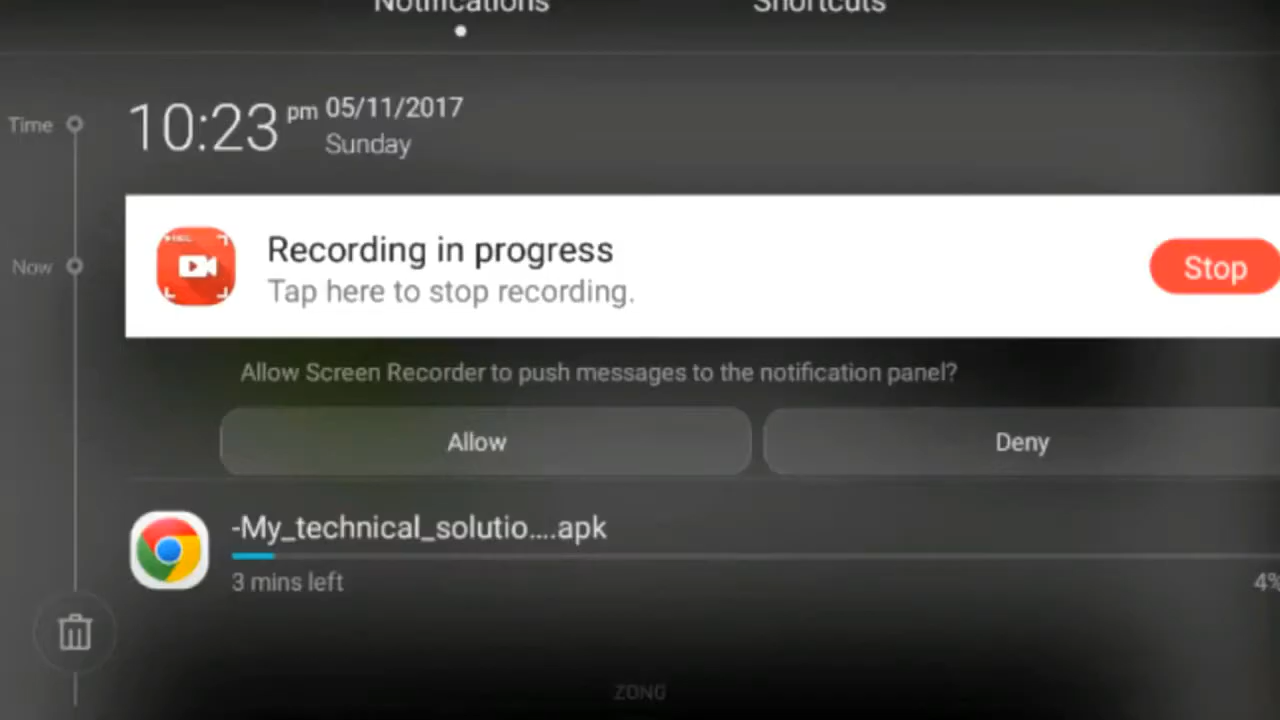 Notifications
Shortcuts
Time
10:23 pm 05/11/2017
Sunday
Now
Recording in progress
Tap here to stop recording.
Stop
Allow Screen Recorder to push messages to the notification panel?
Allow
Deny
-My_technical_solutio....apk
3 mins left
4%
ZONG